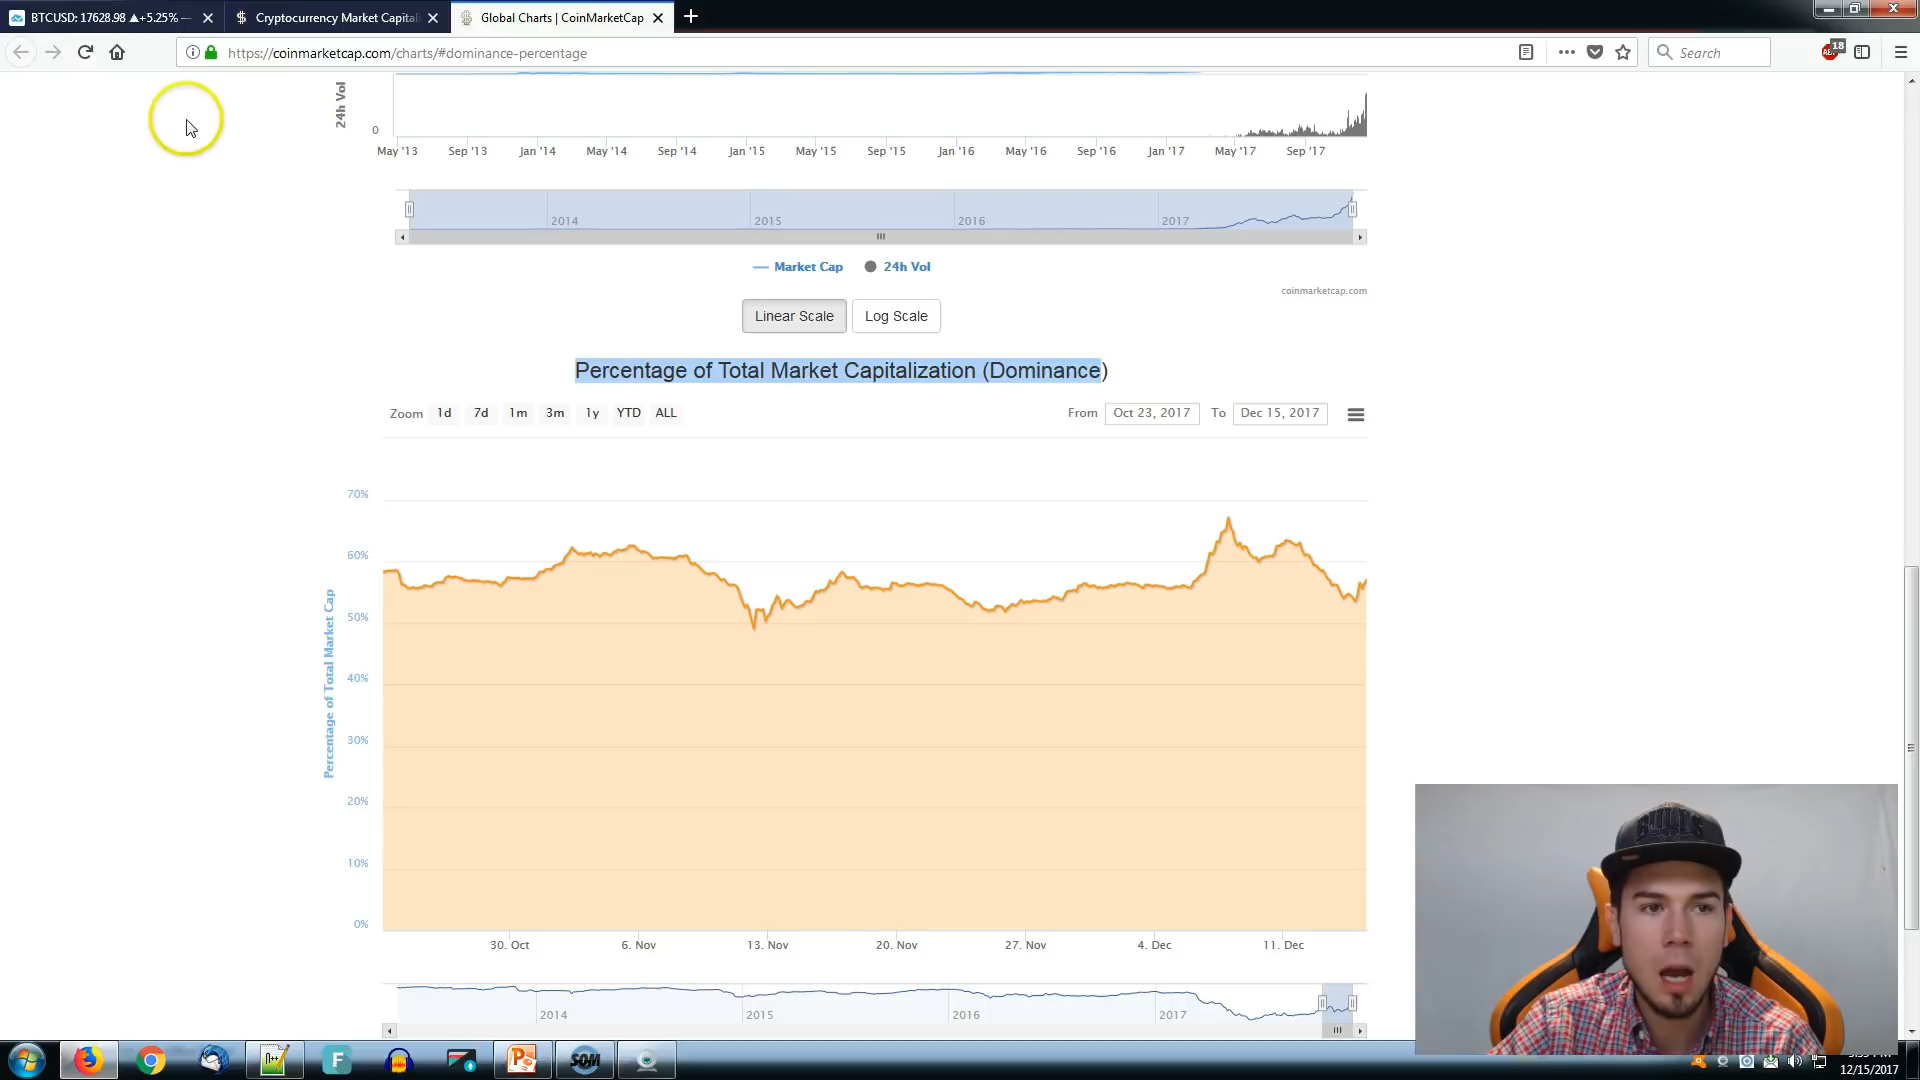 BTCUSD: 17628.98 ▲+5.25% —
Cryptocurrency Market Capital
Global Charts | CoinMarketCap
https://coinmarketcap.com/charts/#dominance-percentage
Search
18
24h Vol
0
May '13 Sep '13 Jan '14 May '14 Sep '14 Jan '15 May '15 Sep '15 Jan '16 May '16 Sep '16 Jan '17 May '17 Sep '17
2014 2015 2016 2017
Market Cap 24h Vol
coinmarketcap.com
Linear Scale Log Scale
Percentage of Total Market Capitalization (Dominance)
Zoom 1d 7d 1m 3m 1y YTD ALL From Oct 23, 2017 To Dec 15, 2017
Percentage of Total Market Cap
70%
60%
50%
40%
30%
20%
10%
0%
30. Oct 6. Nov 13. Nov 20. Nov 27. Nov 4. Dec 11. Dec
2014 2015 2016 2017
BULLS
SOM
12/15/2017